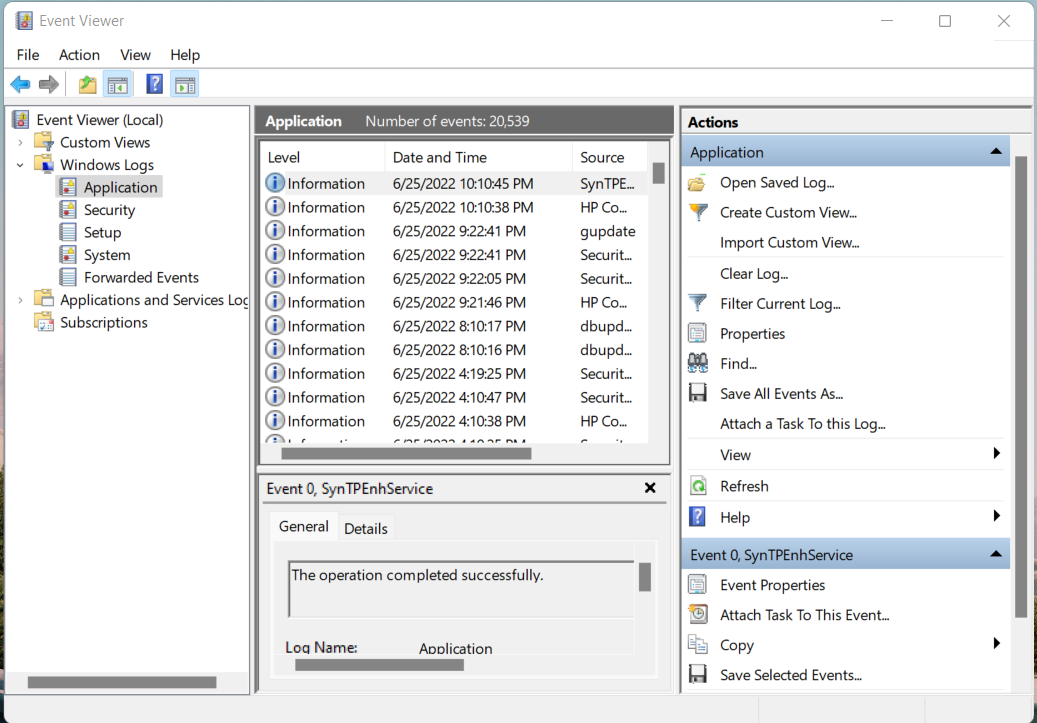 Event Viewer
File Action View Help
Event Viewer (Local)
Custom Views
Windows Logs
Application
Security
Setup
System
Forwarded Events
Applications and Services Log
Subscriptions
Application Number of events: 20,539
Level Date and Time Source
Information 6/25/2022 10:10:45 PM SynTPE...
Information 6/25/2022 10:10:38 PM HP Co...
Information 6/25/2022 9:22:41 PM gupdate
Information 6/25/2022 9:22:41 PM Securit...
Information 6/25/2022 9:22:05 PM Securit...
Information 6/25/2022 9:21:46 PM HP Co...
Information 6/25/2022 8:10:17 PM dbupd...
Information 6/25/2022 8:10:16 PM dbupd...
Information 6/25/2022 4:19:25 PM Securit...
Information 6/25/2022 4:10:47 PM Securit...
Information 6/25/2022 4:10:38 PM HP Co...
Event 0, SynTPEnhService
General Details
The operation completed successfully.
Log Name: Application
Actions
Application
Open Saved Log...
Create Custom View...
Import Custom View...
Clear Log...
Filter Current Log...
Properties
Find...
Save All Events As...
Attach a Task To this Log...
View
Refresh
Help
Event 0, SynTPEnhService
Event Properties
Attach Task To This Event...
Copy
Save Selected Events...